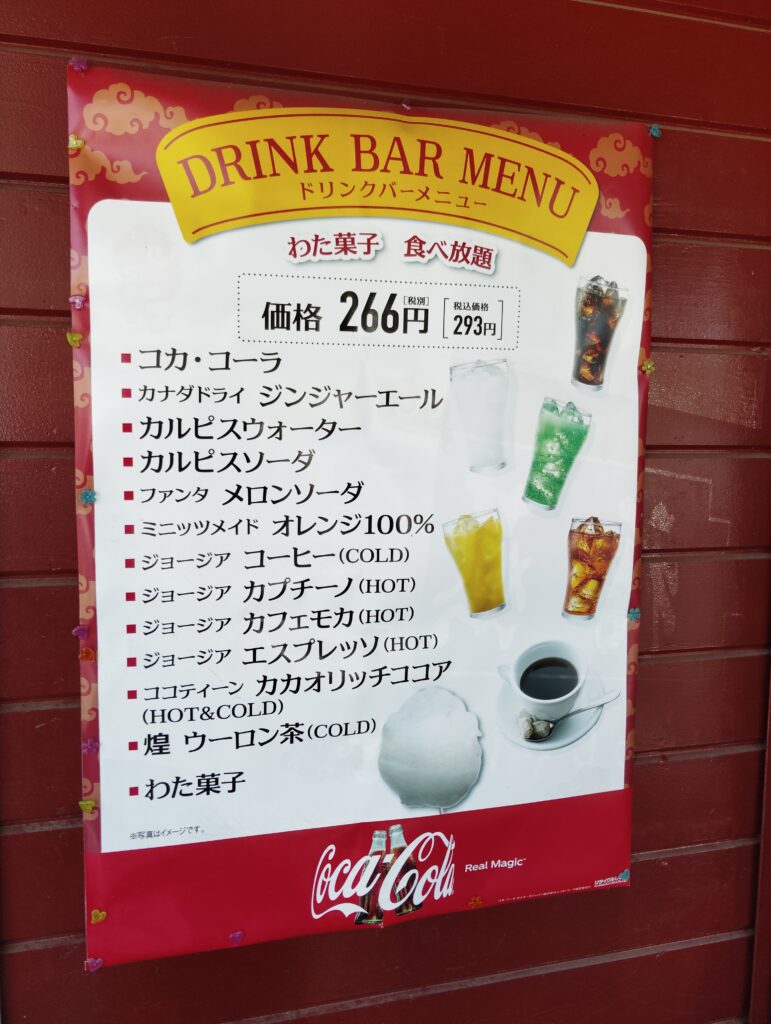 DRINK BAR MENU
ドリンクバーメニュー
わた菓子 食べ放題
価格 266円 [税別] [税込価格 293円]
■コカ・コーラ
■カナダドライ ジンジャーエール
■カルピスウォーター
■カルピスソーダ
■ファンタ メロンソーダ
■ミニッツメイド オレンジ100%
■ジョージア コーヒー(COLD)
■ジョージア カプチーノ(HOT)
■ジョージア カフェモカ(HOT)
■ジョージア エスプレッソ(HOT)
■ココティーン カカオリッチココア
(HOT&COLD)
■煌 ウーロン茶(COLD)
■わた菓子
※写真はイメージです。
Coca-Cola Real Magic™